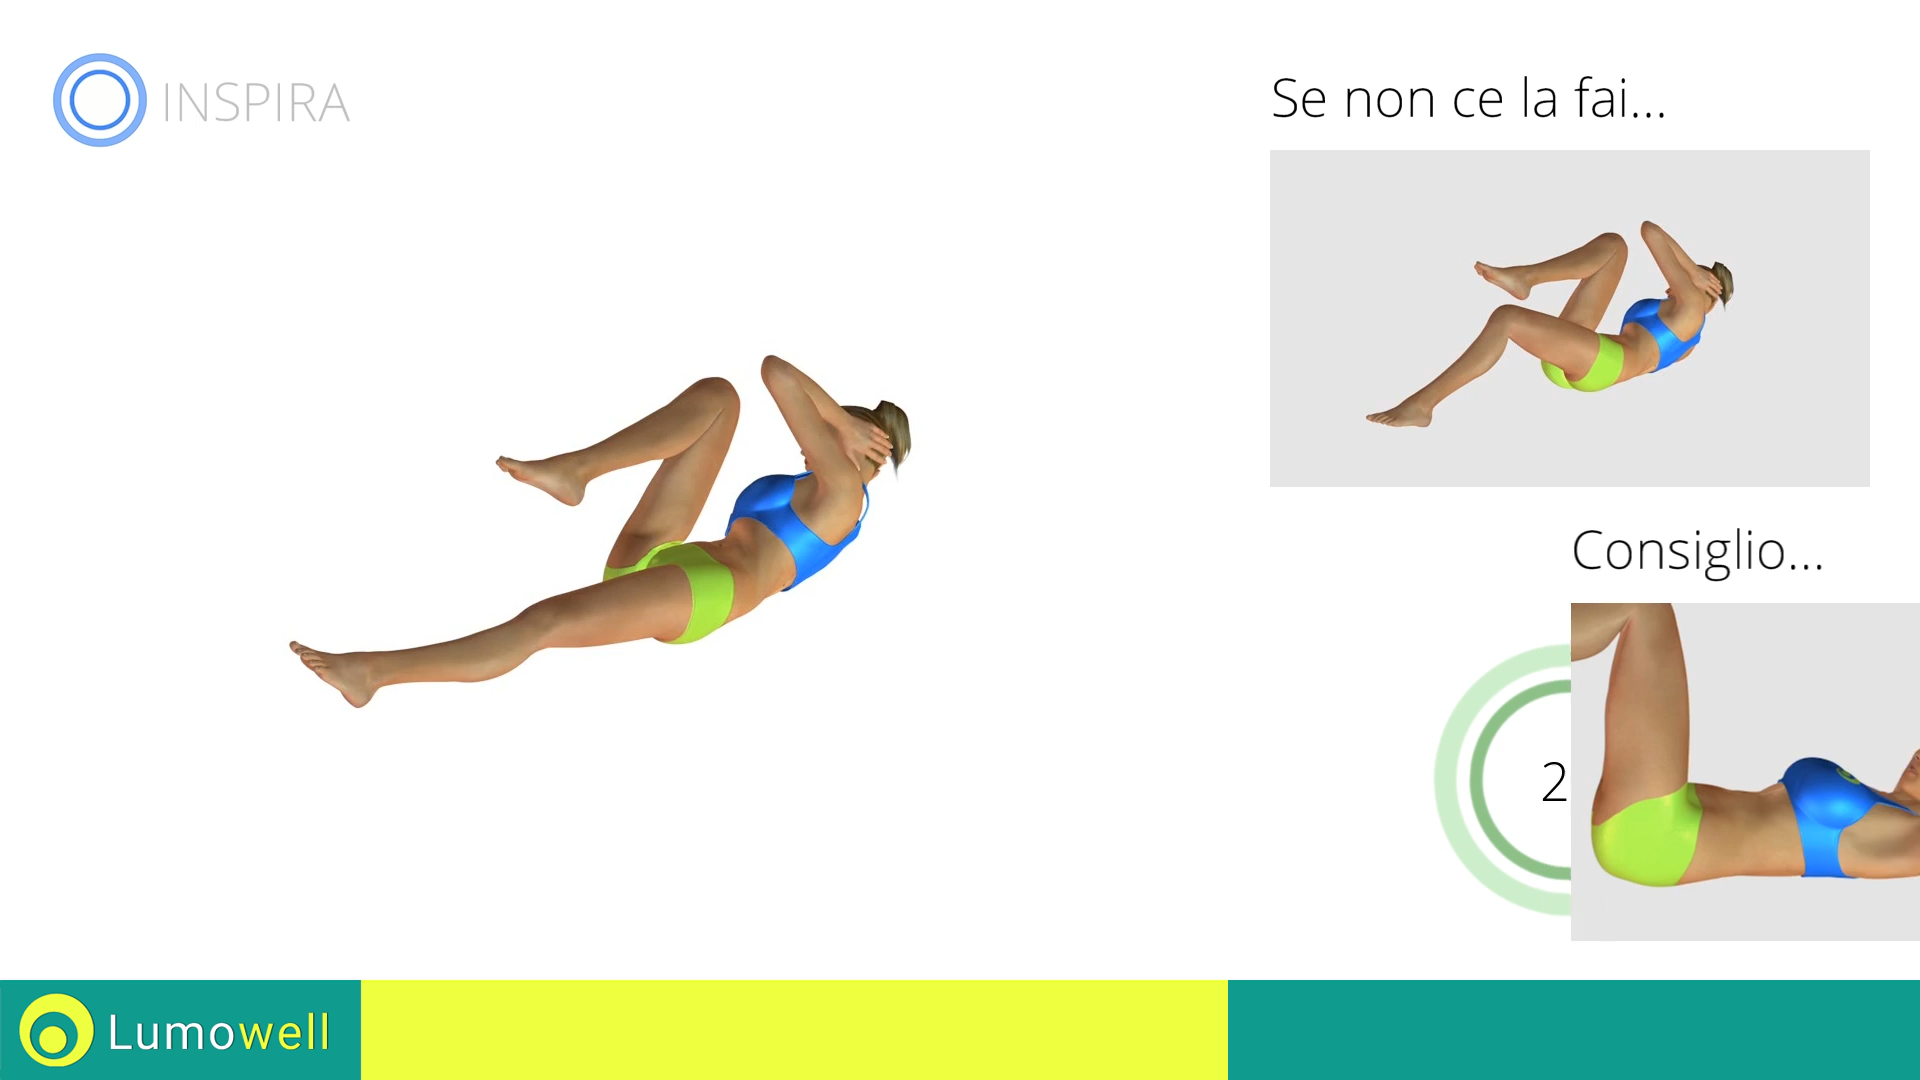 INSPIRA
Se non ce la fai...
Consiglio...
2
Lumowell